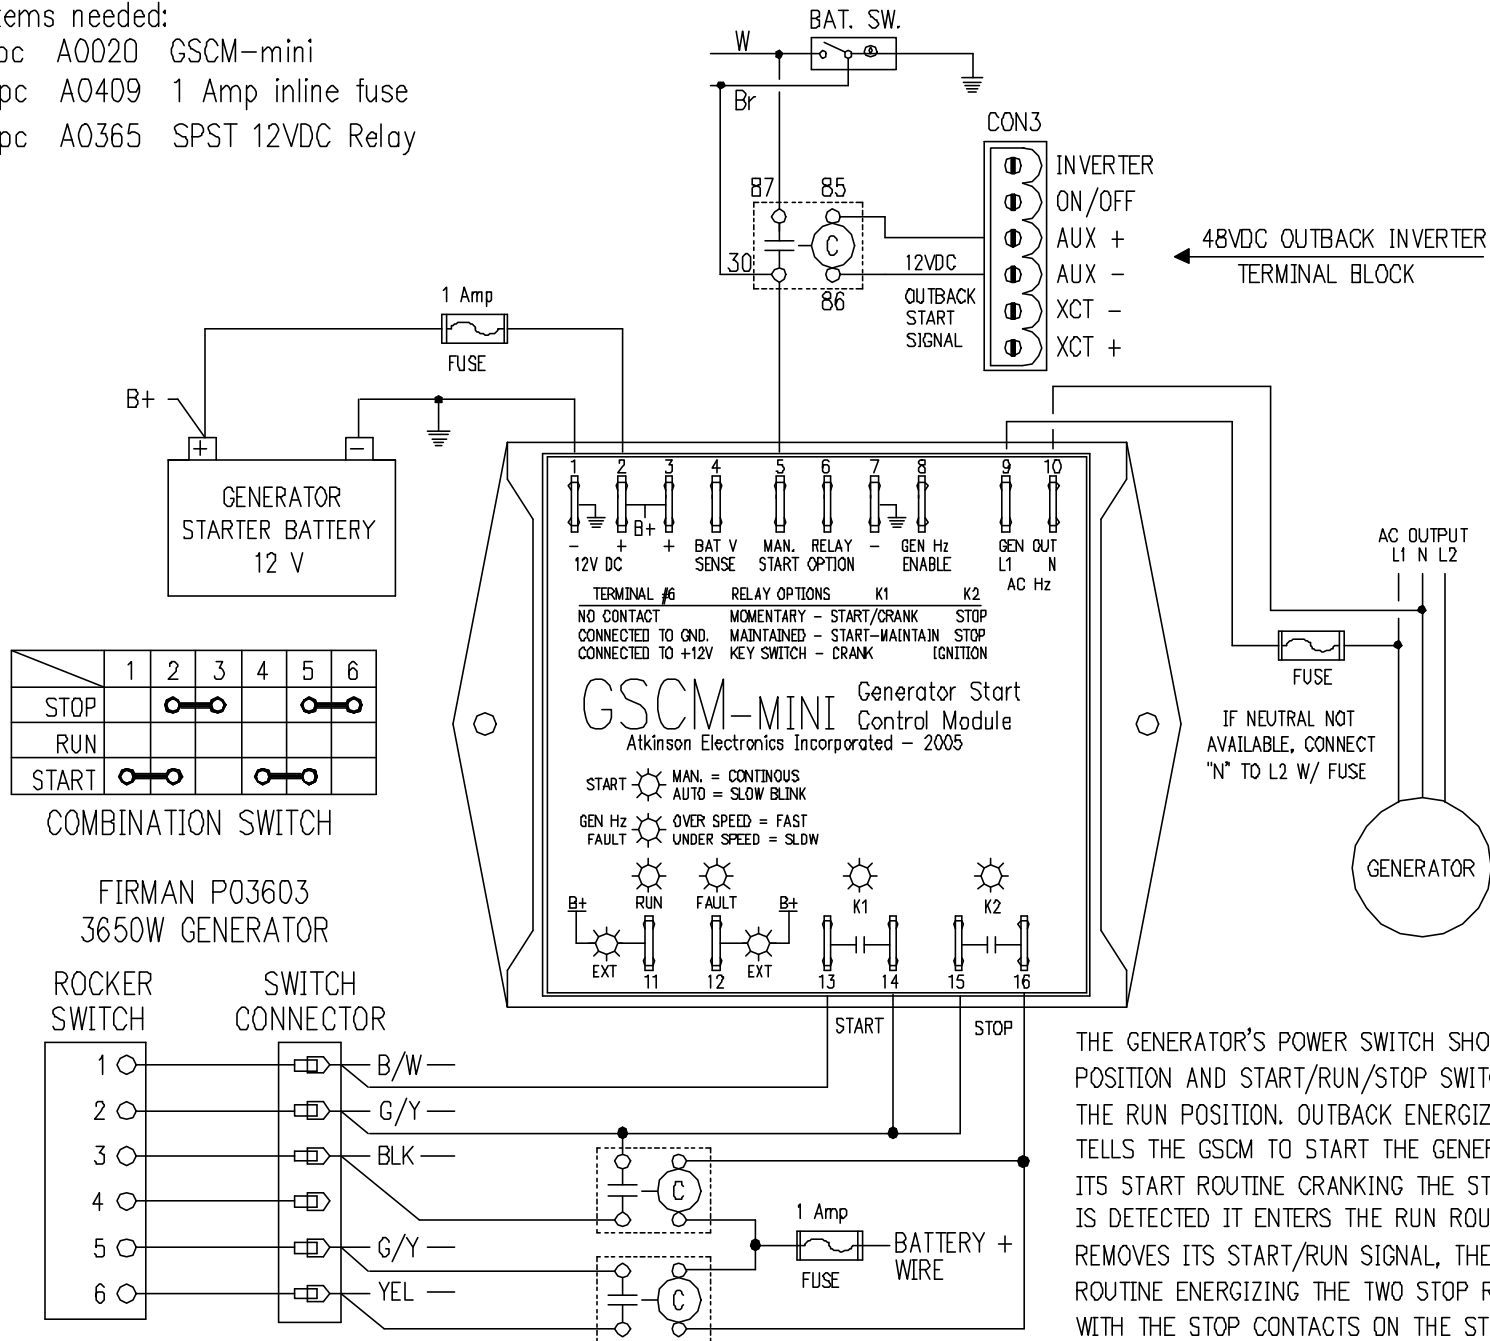 ems needed:
pc A0020 GSCM-mini
pc A0409 1 Amp inline fuse
pc A0365 SPST 12VDC Relay
BAT. SW.
W
Br
CON3
INVERTER
ON/OFF
AUX +
AUX -
XCT -
XCT +
48VDC OUTBACK INVERTER
TERMINAL BLOCK
87 85
30
86
12VDC
OUTBACK
START
SIGNAL
1 Amp
FUSE
B+
+ -
GENERATOR
STARTER BATTERY
12 V
1 2 3 4 5 6 7 8 9 10
B+
- + + BAT V MAN. RELAY - GEN Hz GEN OUT
12V DC SENSE START OPTION ENABLE L1 N
AC Hz
TERMINAL #6 RELAY OPTIONS K1 K2
NO CONTACT MOMENTARY - START/CRANK STOP
CONNECTED TO GND. MAINTAINED - START-MAINTAIN STOP
CONNECTED TO +12V KEY SWITCH - CRANK IGNITION
GSCM-MINI Generator Start
Control Module
Atkinson Electronics Incorporated - 2005
START MAN. = CONTINOUS
AUTO = SLOW BLINK
GEN Hz OVER SPEED = FAST
FAULT UNDER SPEED = SLOW
B+ RUN FAULT B+ K1 K2
EXT EXT
11 12 13 14 15 16
START STOP
AC OUTPUT
L1 N L2
FUSE
IF NEUTRAL NOT
AVAILABLE, CONNECT
"N" TO L2 W/ FUSE
GENERATOR
1 2 3 4 5 6
STOP
RUN
START
COMBINATION SWITCH
FIRMAN P03603
3650W GENERATOR
ROCKER
SWITCH
SWITCH
CONNECTOR
1 B/W
2 G/Y
3 BLK
4
5 G/Y
6 YEL
C
C
C
1 Amp
FUSE
BATTERY +
WIRE
THE GENERATOR'S POWER SWITCH SHO
POSITION AND START/RUN/STOP SWIT
THE RUN POSITION. OUTBACK ENERGIZ
TELLS THE GSCM TO START THE GENER
ITS START ROUTINE CRANKING THE ST
IS DETECTED IT ENTERS THE RUN ROU
REMOVES ITS START/RUN SIGNAL, THE
ROUTINE ENERGIZING THE TWO STOP R
WITH THE STOP CONTACTS ON THE ST